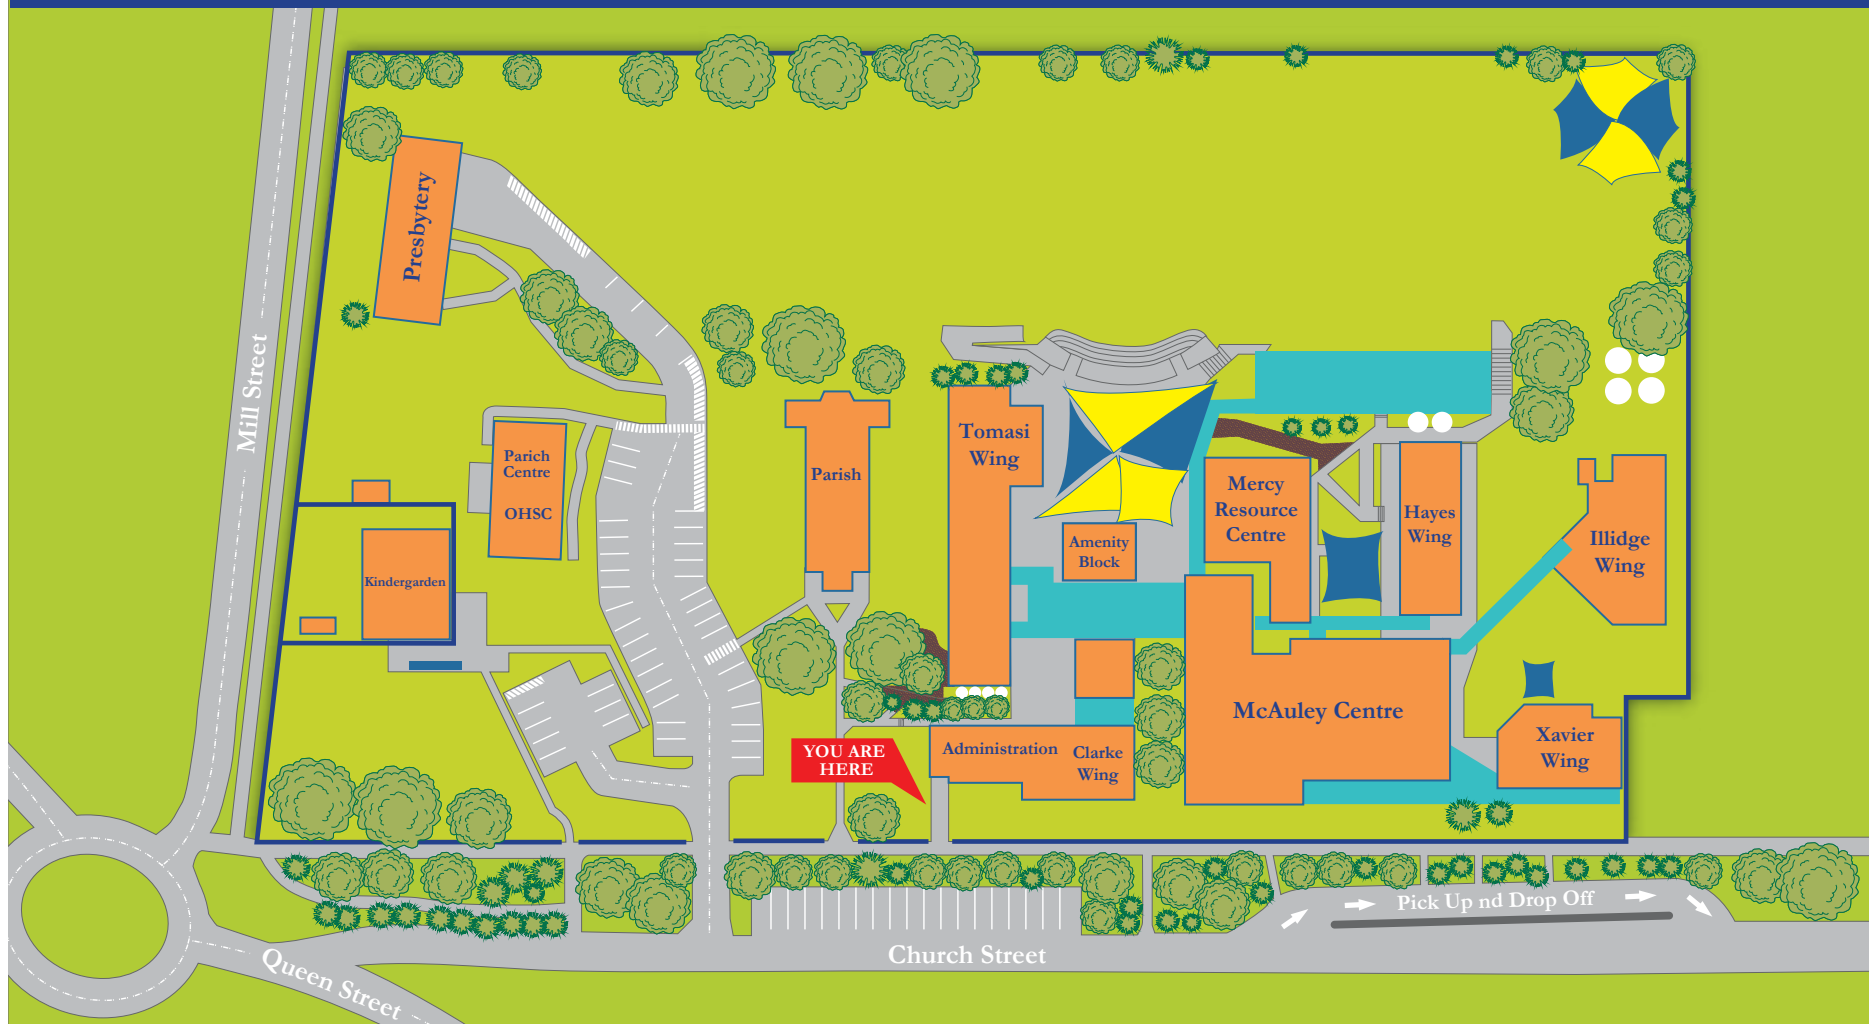 Presbytery
Mill Street
Parich
Centre
OHSC
Kindergarden
Parish
Tomasi
Wing
Amenity
Block
Mercy
Resource
Centre
Hayes
Wing
Illidge
Wing
McAuley Centre
Xavier
Wing
Administration
Clarke
Wing
YOU ARE
HERE
Pick Up nd Drop Off
Church Street
Queen Street